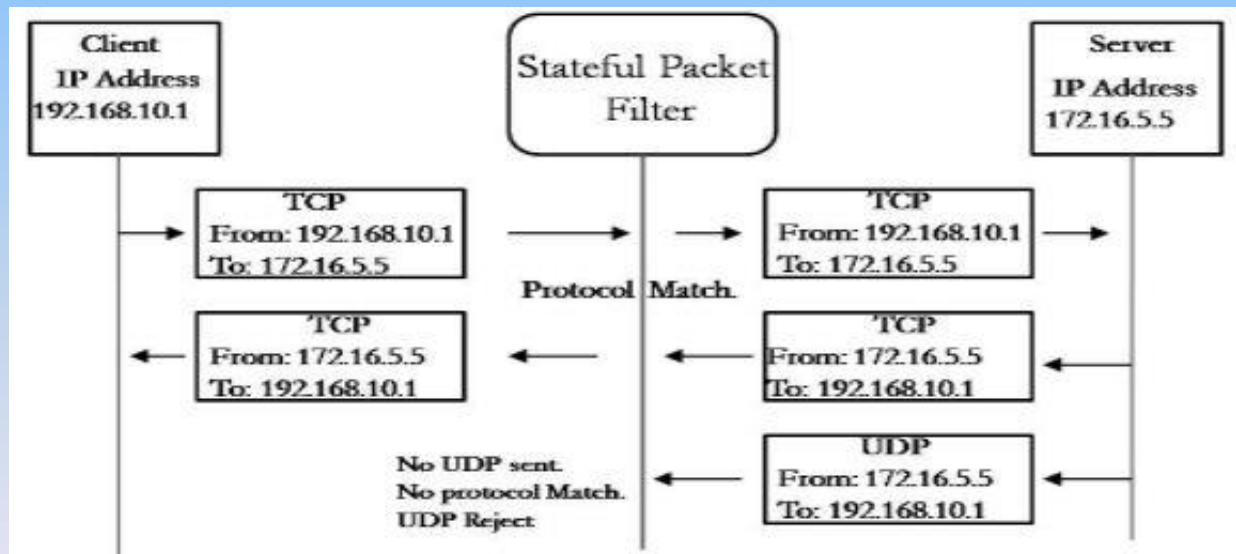 Client
IP Address
192.168.10.1
Stateful Packet
Filter
Server
IP Address
172.16.5.5
TCP
From: 192.168.10.1
To: 172.16.5.5
TCP
From: 192.168.10.1
To: 172.16.5.5
Protocol Match.
TCP
From: 172.16.5.5
To: 192.168.10.1
TCP
From: 172.16.5.5
To: 192.168.10.1
No UDP sent.
No protocol Match.
UDP Reject
UDP
From: 172.16.5.5
To: 192.168.10.1